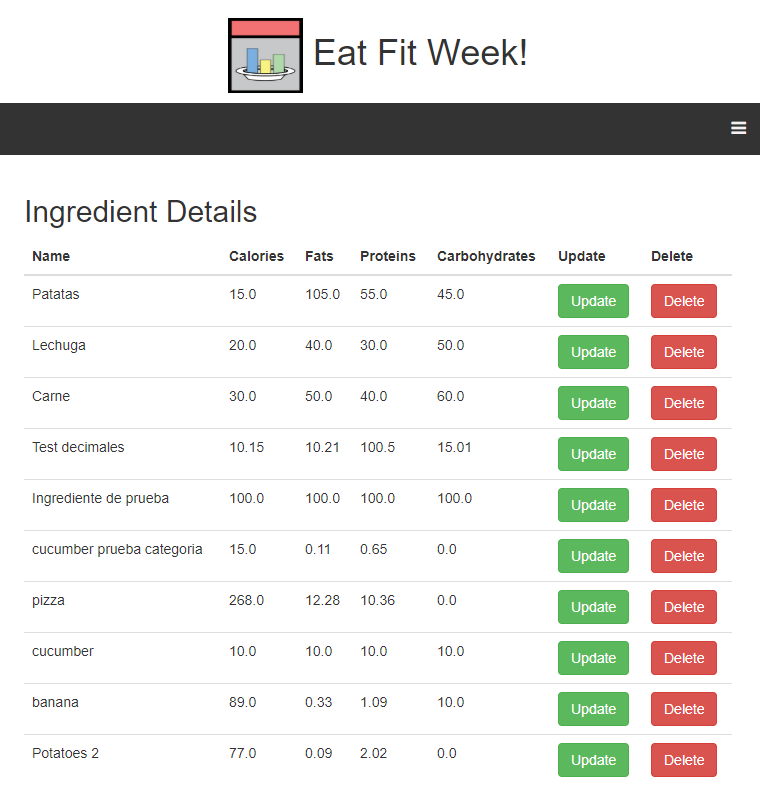 Eat Fit Week!
Ingredient Details
Name Calories Fats Proteins Carbohydrates Update Delete
Patatas 15.0 105.0 55.0 45.0 Update Delete
Lechuga 20.0 40.0 30.0 50.0 Update Delete
Carne 30.0 50.0 40.0 60.0 Update Delete
Test decimales 10.15 10.21 100.5 15.01 Update Delete
Ingrediente de prueba 100.0 100.0 100.0 100.0 Update Delete
cucumber prueba categoria 15.0 0.11 0.65 0.0 Update Delete
pizza 268.0 12.28 10.36 0.0 Update Delete
cucumber 10.0 10.0 10.0 10.0 Update Delete
banana 89.0 0.33 1.09 10.0 Update Delete
Potatoes 2 77.0 0.09 2.02 0.0 Update Delete